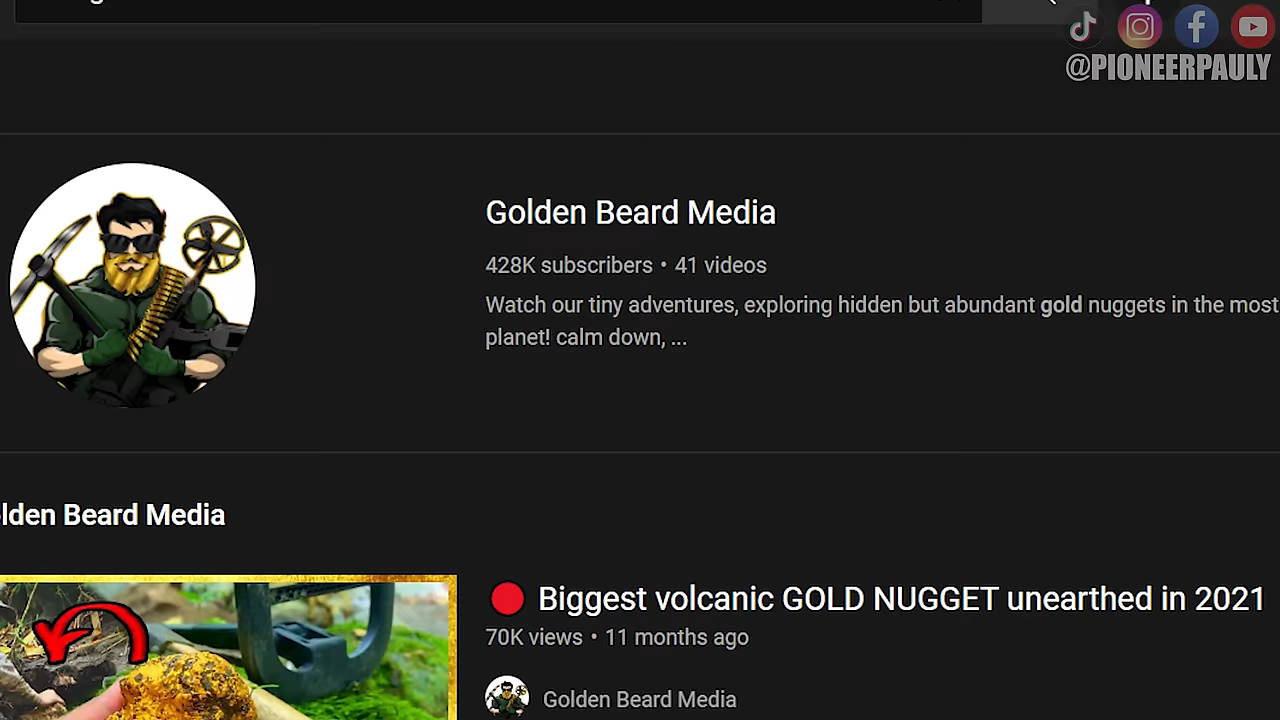 @PIONEERPAULY
Golden Beard Media
428K subscribers • 41 videos
Watch our tiny adventures, exploring hidden but abundant gold nuggets in the most
planet! calm down, ...
lden Beard Media
Biggest volcanic GOLD NUGGET unearthed in 2021
70K views • 11 months ago
Golden Beard Media